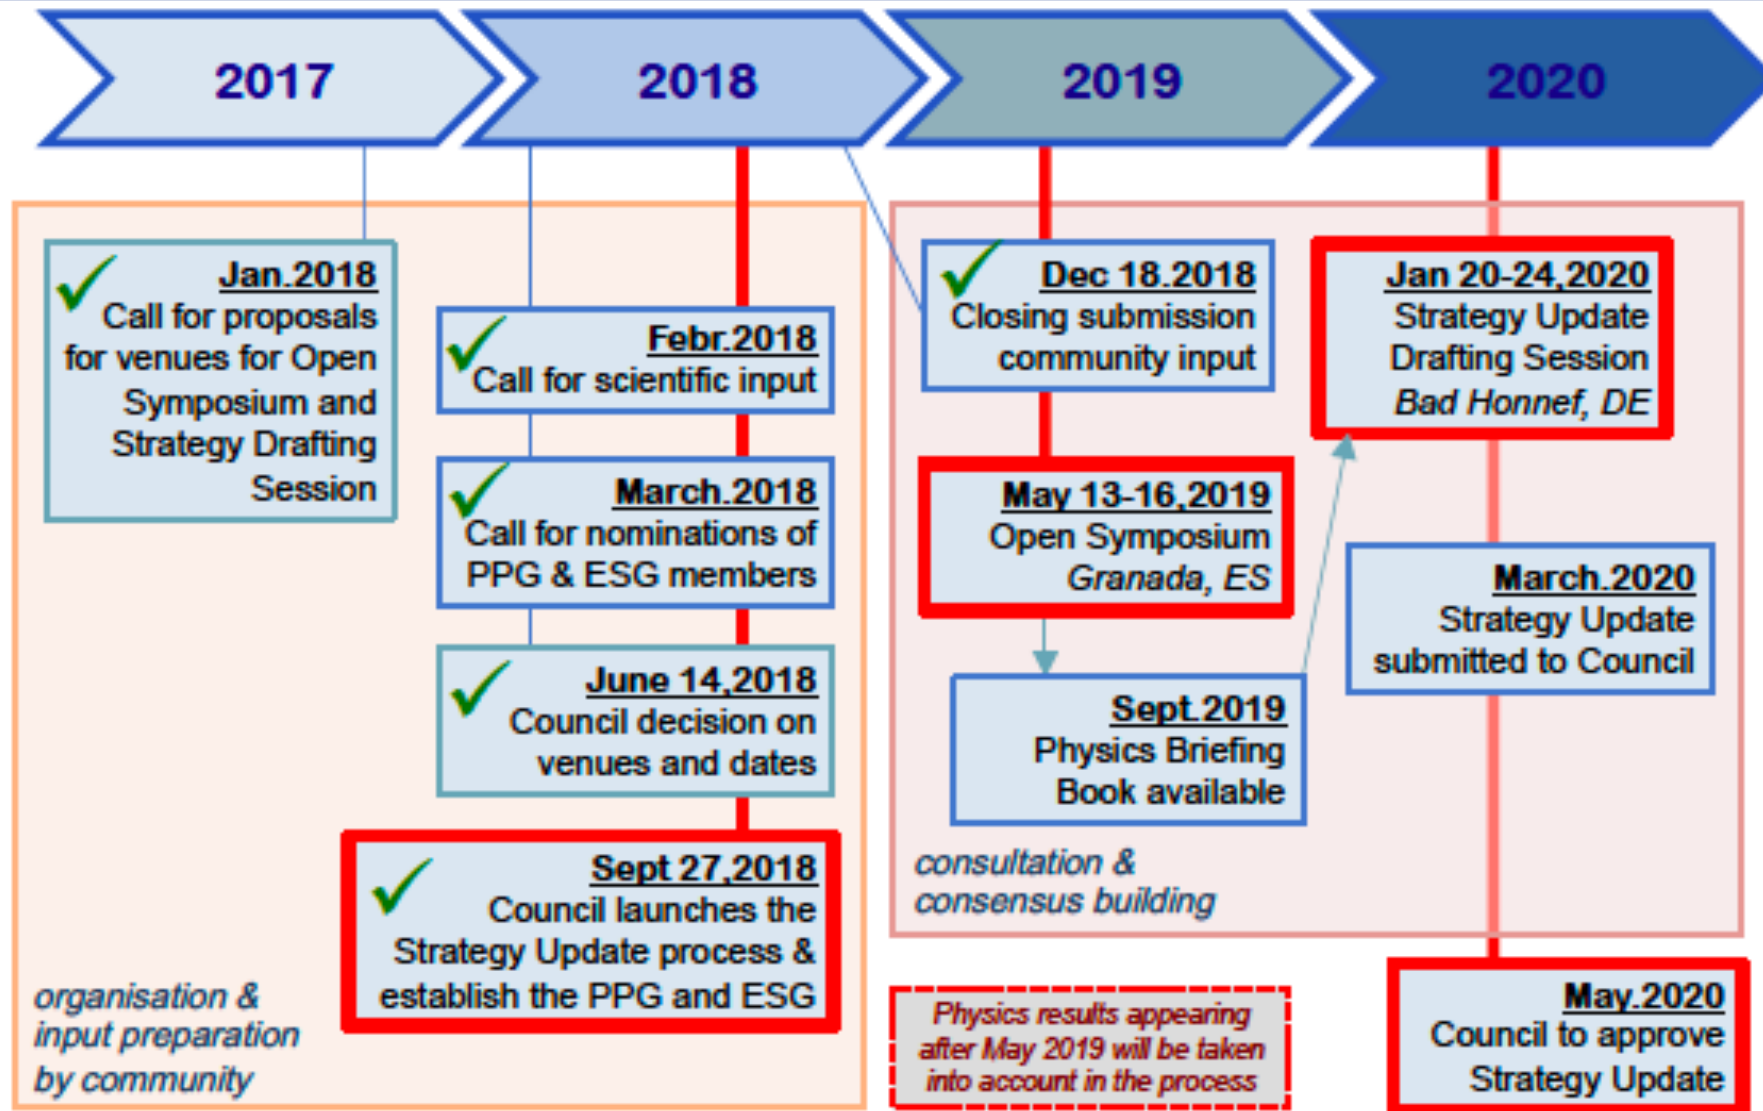 2017
2018
2019
2020
Jan.2018
Call for proposals
for venues for Open
Symposium and
Strategy Drafting
Session
Febr.2018
Call for scientific input
March.2018
Call for nominations of
PPG & ESG members
June 14,2018
Council decision on
venues and dates
Sept 27,2018
Council launches the
Strategy Update process &
establish the PPG and ESG
organisation &
input preparation
by community
Dec 18.2018
Closing submission
community input
May 13-16,2019
Open Symposium
Granada, ES
Sept.2019
Physics Briefing
Book available
consultation &
consensus building
Physics results appearing
after May 2019 will be taken
into account in the process
Jan 20-24,2020
Strategy Update
Drafting Session
Bad Honnef, DE
March.2020
Strategy Update
submitted to Council
May.2020
Council to approve
Strategy Update